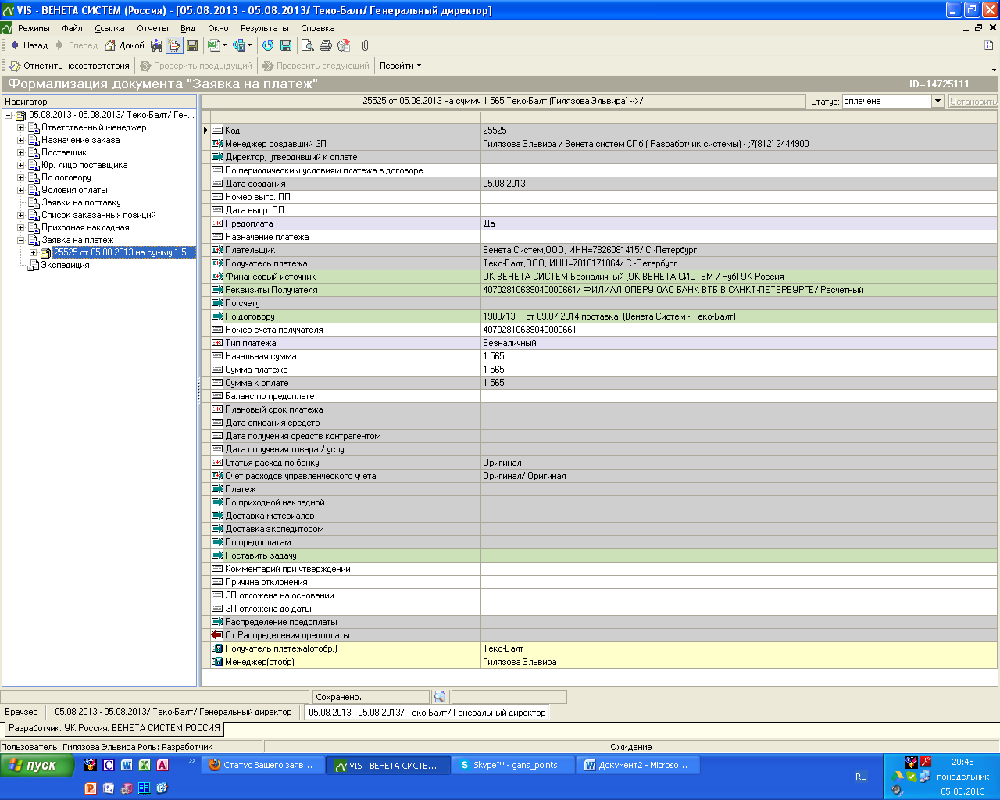 VIS - ВЕНЕТА СИСТЕМ (Россия) - [05.08.2013 - 05.08.2013/ Теко-Балт/ Генеральный директор]
Режимы Файл Ссылка Отчеты Вид Окно Результаты Справка
Назад Вперед Домой
Отметить несоответствия Проверить предыдущий Проверить следующий Перейти
Формализация документа "Заявка на платеж" ID=14725111
Навигатор
05.08.2013 - 05.08.2013/ Теко-Балт/ Ген...
Ответственный менеджер
Назначение заказа
Поставщик
Юр. лицо поставщика
По договору
Условия оплаты
Заявки на поставку
Список заказанных позиций
Приходная накладная
Заявка на платеж
25525 от 05.08.2013 на сумму 1 5...
Экспедиция
25525 от 05.08.2013 на сумму 1 565 Теко-Балт (Гилязова Эльвира) -->/ Статус: оплачена Установить
Код 25525
Менеджер создавший ЗП Гилязова Эльвира / Венета систем СПб ( Разработчик системы) - ;7(812) 2444900
Директор, утвердивший к оплате
По периодическим условиям платежа в договоре
Дата создания 05.08.2013
Номер выгр. ПП
Дата выгр. ПП
Предоплата Да
Назначение платежа
Плательщик Венета Систем,ООО, ИНН=7826081415/ С.-Петербург
Получатель платежа Теко-Балт,ООО, ИНН=7810171864/ С.-Петербург
Финансовый источник УК ВЕНЕТА СИСТЕМ Безналичный (УК ВЕНЕТА СИСТЕМ / Руб) УК Россия
Реквизиты Получателя 40702810639040000661/ ФИЛИАЛ ОПЕРУ ОАО БАНК ВТБ В САНКТ-ПЕТЕРБУРГЕ/ Расчетный
По счету
По договору 1908/13П от 09.07.2014 поставка (Венета Систем - Теко-Балт);
Номер счета получателя 40702810639040000661
Тип платежа Безналичный
Начальная сумма 1 565
Сумма платежа 1 565
Сумма к оплате 1 565
Баланс по предоплате
Плановый срок платежа
Дата списания средств
Дата получения средств контрагентом
Дата получения товара / услуг
Статья расход по банку Оригинал
Счет расходов управленческого учета Оригинал/ Оригинал
Платеж
По приходной накладной
Доставка материалов
Доставка экспедитором
По предоплатам
Поставить задачу
Комментарий при утверждении
Причина отклонения
ЗП отложена на основании
ЗП отложена до даты
Распределение предоплаты
От Распределения предоплаты
Получатель платежа(отобр.) Теко-Балт
Менеджер(отобр) Гилязова Эльвира
Сохранено.
Браузер 05.08.2013 - 05.08.2013/ Теко-Балт/ Генеральный директор 05.08.2013 - 05.08.2013/ Теко-Балт/ Генеральный директор
Разработчик. УК Россия. ВЕНЕТА СИСТЕМ РОССИЯ
Пользователь: Гилязова Эльвира Роль: Разработчик Ожидание
пуск Статус Вашего заяв... VIS - ВЕНЕТА СИСТЕ... Skype™ - gans_points Документ2 - Microso...
RU
20:48
понедельник
05.08.2013